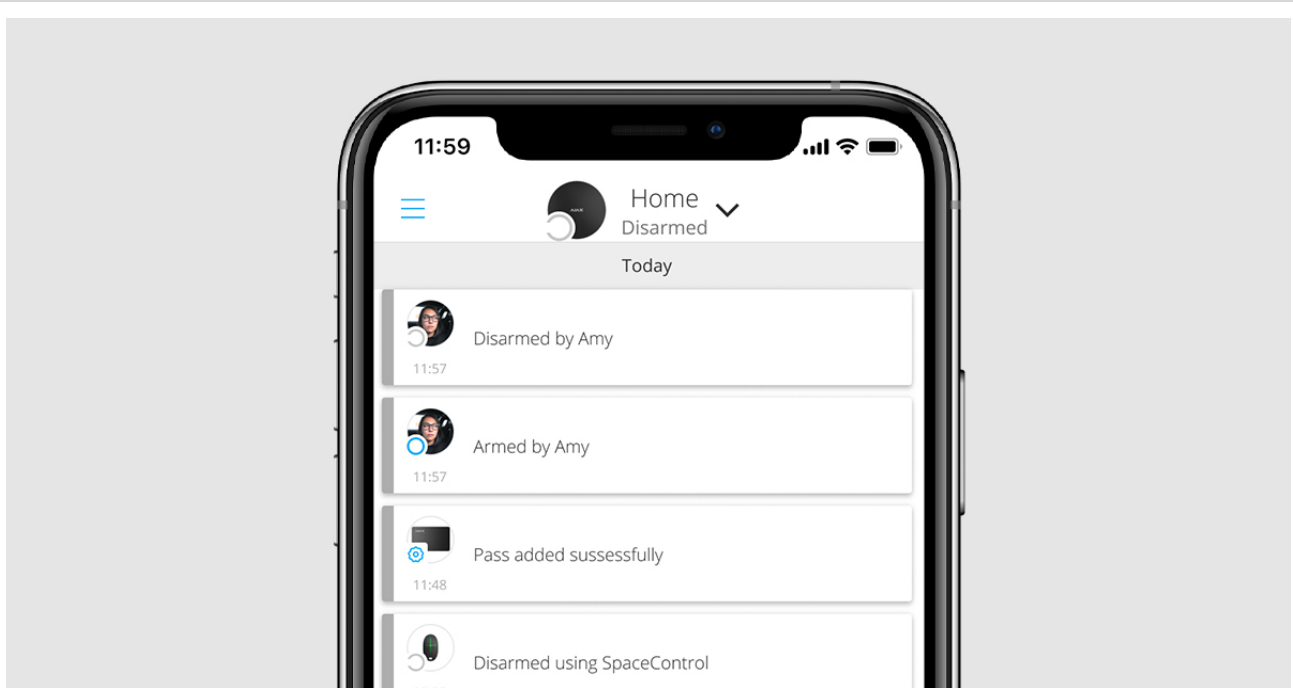 11:59
Home
Disarmed
Today
Disarmed by Amy
11:57
Armed by Amy
11:57
Pass added sussessfully
11:48
Disarmed using SpaceControl